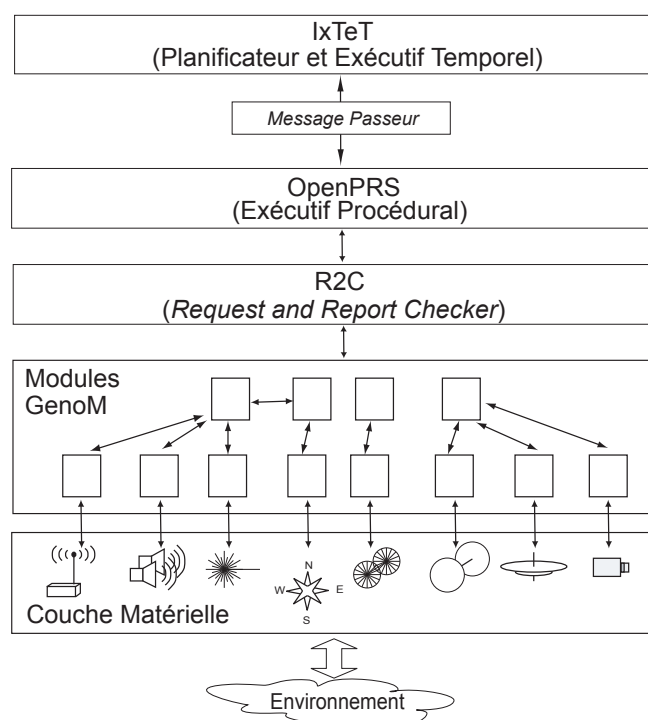 IxTeT
(Planificateur et Exécutif Temporel)
Message Passeur
OpenPRS
(Exécutif Procédural)
R2C
(Request and Report Checker)
Modules
GenoM
N
W
E
S
Couche Matérielle
Environnement